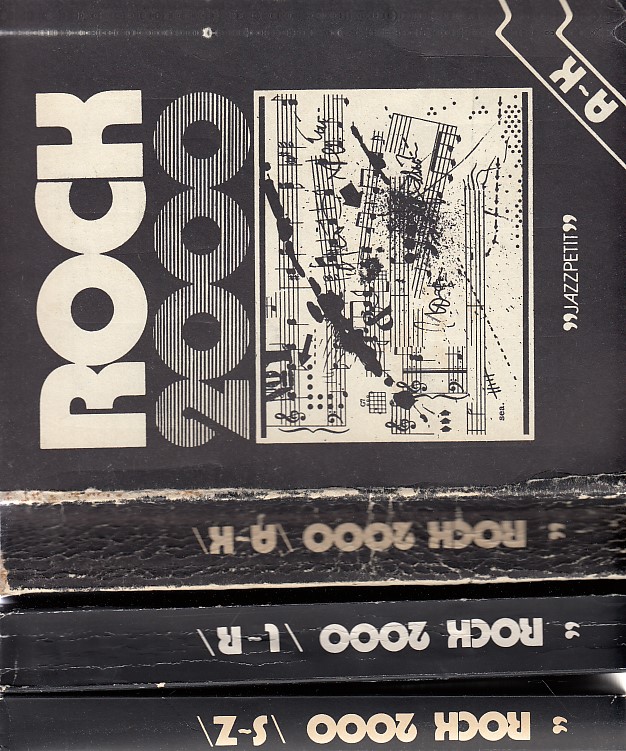 A-K
ROCK
2000
sea.
„JAZZPETIT”
„ ROCK 2000 \ A-K \
„ ROCK 2000 \ L-R \
„ ROCK 2000 \ S-Z \